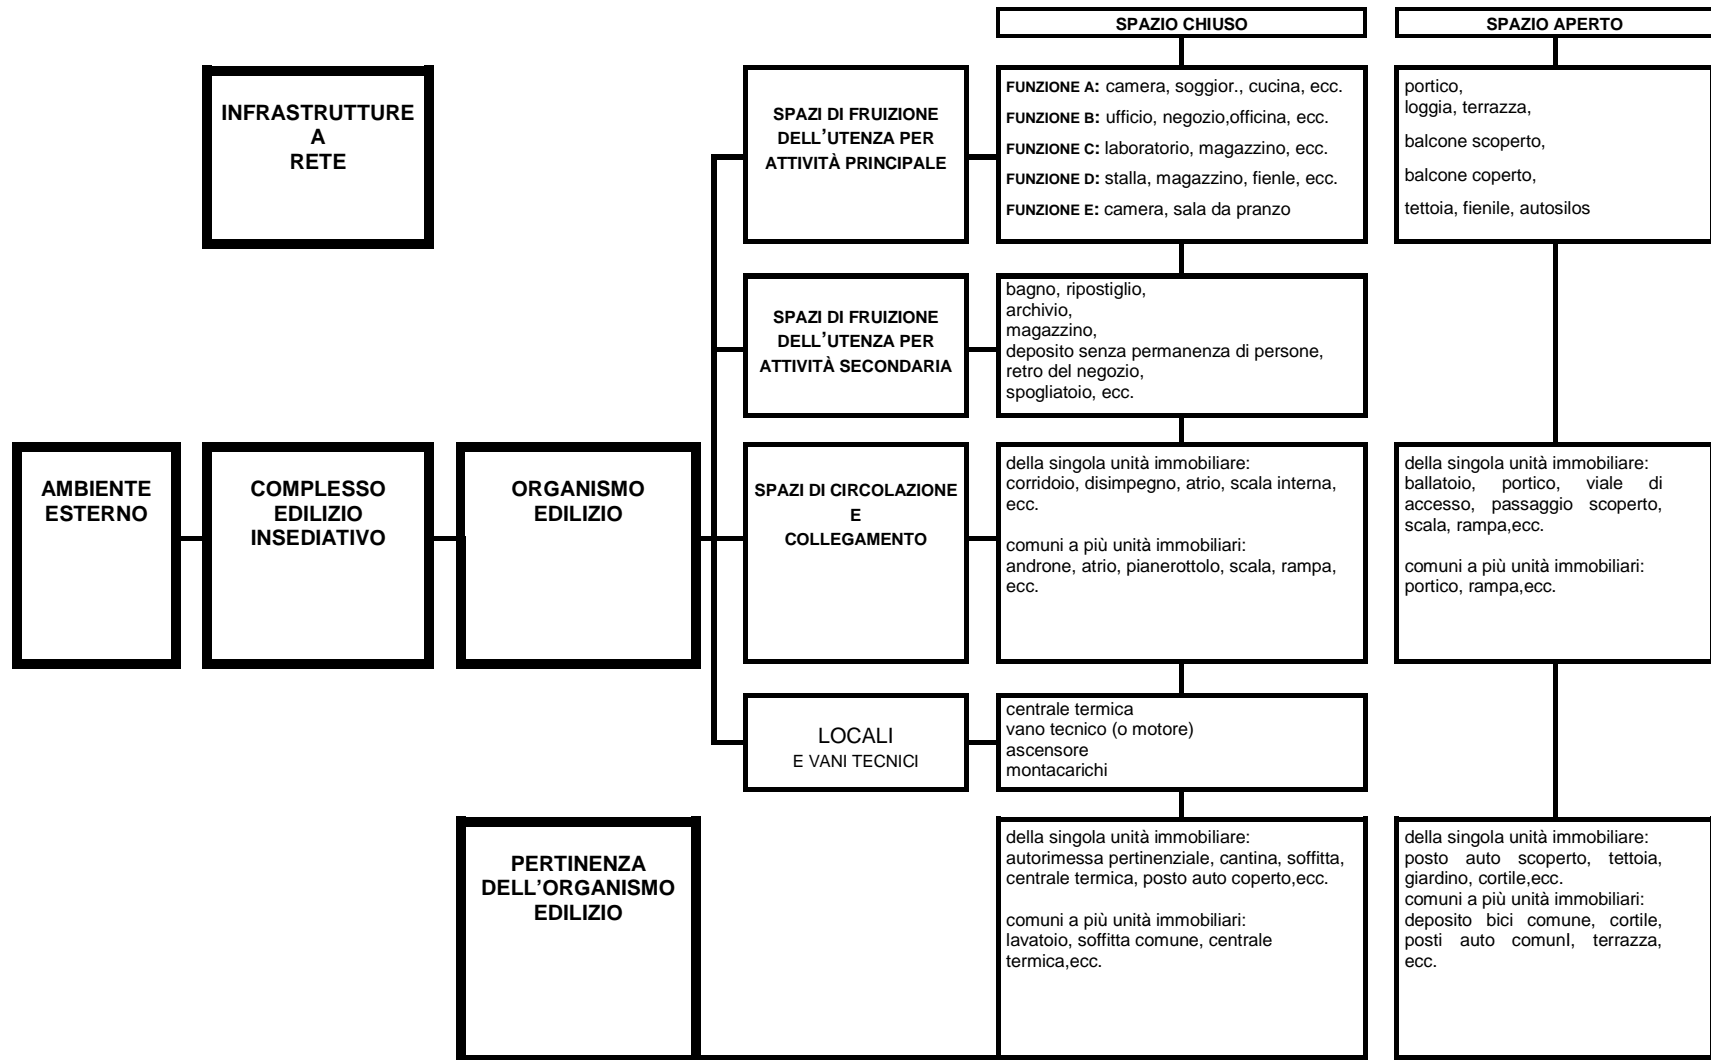 SPAZIO CHIUSO
SPAZIO APERTO
INFRASTRUTTURE
A
RETE
SPAZI DI FRUIZIONE
DELL’UTENZA PER
ATTIVITÀ PRINCIPALE
FUNZIONE A: camera, soggior., cucina, ecc.
FUNZIONE B: ufficio, negozio,officina, ecc.
FUNZIONE C: laboratorio, magazzino, ecc.
FUNZIONE D: stalla, magazzino, fienle, ecc.
FUNZIONE E: camera, sala da pranzo
portico,
loggia, terrazza,
balcone scoperto,
balcone coperto,
tettoia, fienile, autosilos
SPAZI DI FRUIZIONE
DELL’UTENZA PER
ATTIVITÀ SECONDARIA
bagno, ripostiglio,
archivio,
magazzino,
deposito senza permanenza di persone,
retro del negozio,
spogliatoio, ecc.
AMBIENTE
ESTERNO
COMPLESSO
EDILIZIO
INSEDIATIVO
ORGANISMO
EDILIZIO
SPAZI DI CIRCOLAZIONE
E
COLLEGAMENTO
della singola unità immobiliare:
corridoio, disimpegno, atrio, scala interna,
ecc.
comuni a più unità immobiliari:
androne, atrio, pianerottolo, scala, rampa,
ecc.
della singola unità immobiliare:
ballatoio, portico, viale di
accesso, passaggio scoperto,
scala, rampa,ecc.
comuni a più unità immobiliari:
portico, rampa,ecc.
LOCALI
E VANI TECNICI
centrale termica
vano tecnico (o motore)
ascensore
montacarichi
PERTINENZA
DELL’ORGANISMO
EDILIZIO
della singola unità immobiliare:
autorimessa pertinenziale, cantina, soffitta,
centrale termica, posto auto coperto,ecc.
comuni a più unità immobiliari:
lavatoio, soffitta comune, centrale
termica,ecc.
della singola unità immobiliare:
posto auto scoperto, tettoia,
giardino, cortile,ecc.
comuni a più unità immobiliari:
deposito bici comune, cortile,
posti auto comunI, terrazza,
ecc.